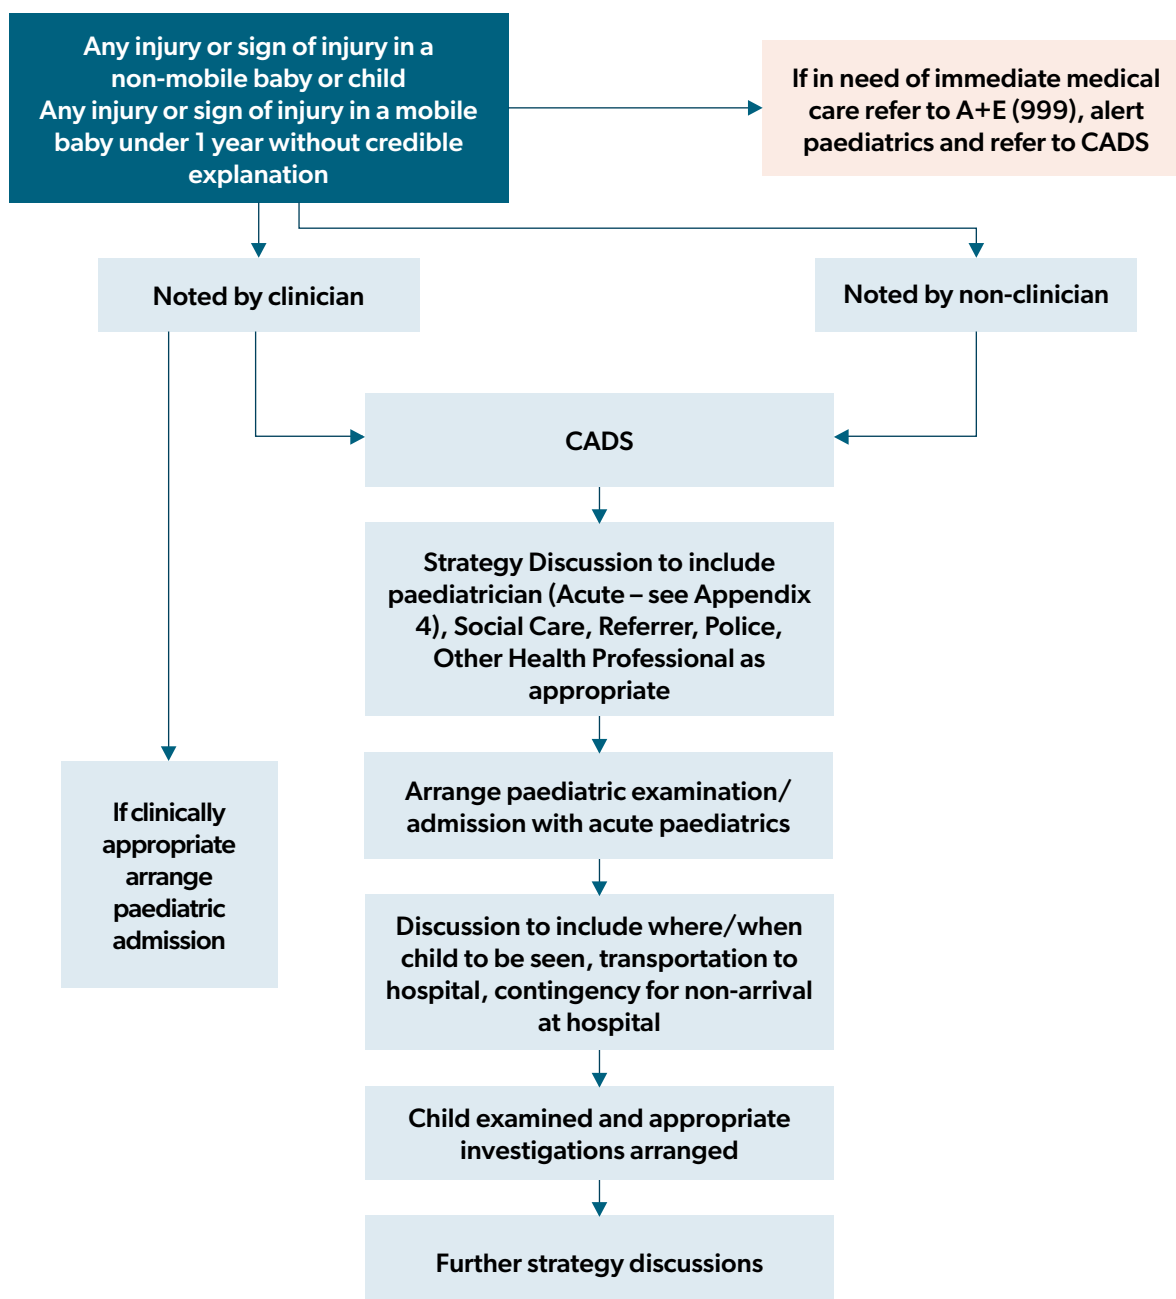 Any injury or sign of injury in a
non-mobile baby or child
Any injury or sign of injury in a mobile
baby under 1 year without credible
explanation
If in need of immediate medical
care refer to A+E (999), alert
paediatrics and refer to CADS
Noted by clinician
Noted by non-clinician
CADS
Strategy Discussion to include
paediatrician (Acute – see Appendix
4), Social Care, Referrer, Police,
Other Health Professional as
appropriate
Arrange paediatric examination/
admission with acute paediatrics
If clinically
appropriate
arrange
paediatric
admission
Discussion to include where/when
child to be seen, transportation to
hospital, contingency for non-arrival
at hospital
Child examined and appropriate
investigations arranged
Further strategy discussions